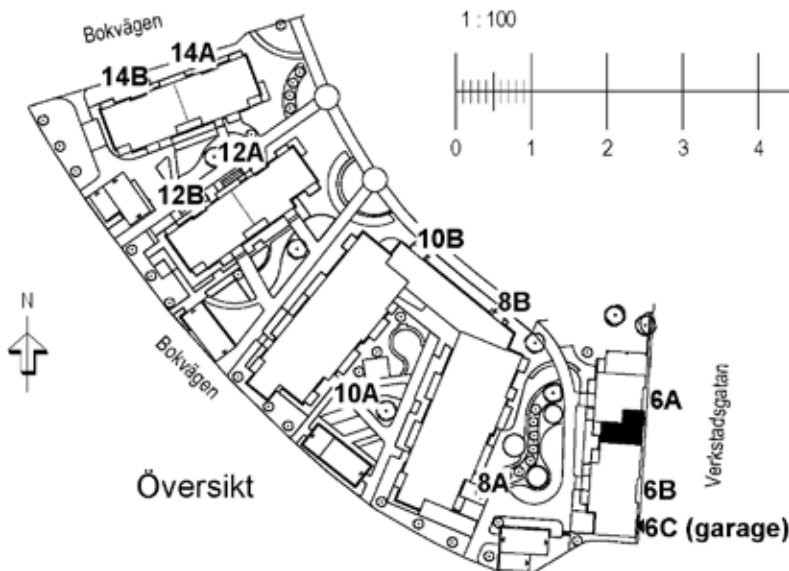 Bokvägen
1 : 100
14A
14B
0 1 2 3 4
12A
12B
10B
8B
N
Bokvägen
10A
6A
Verkstadsgatan
Översikt
8A
6B
6C (garage)